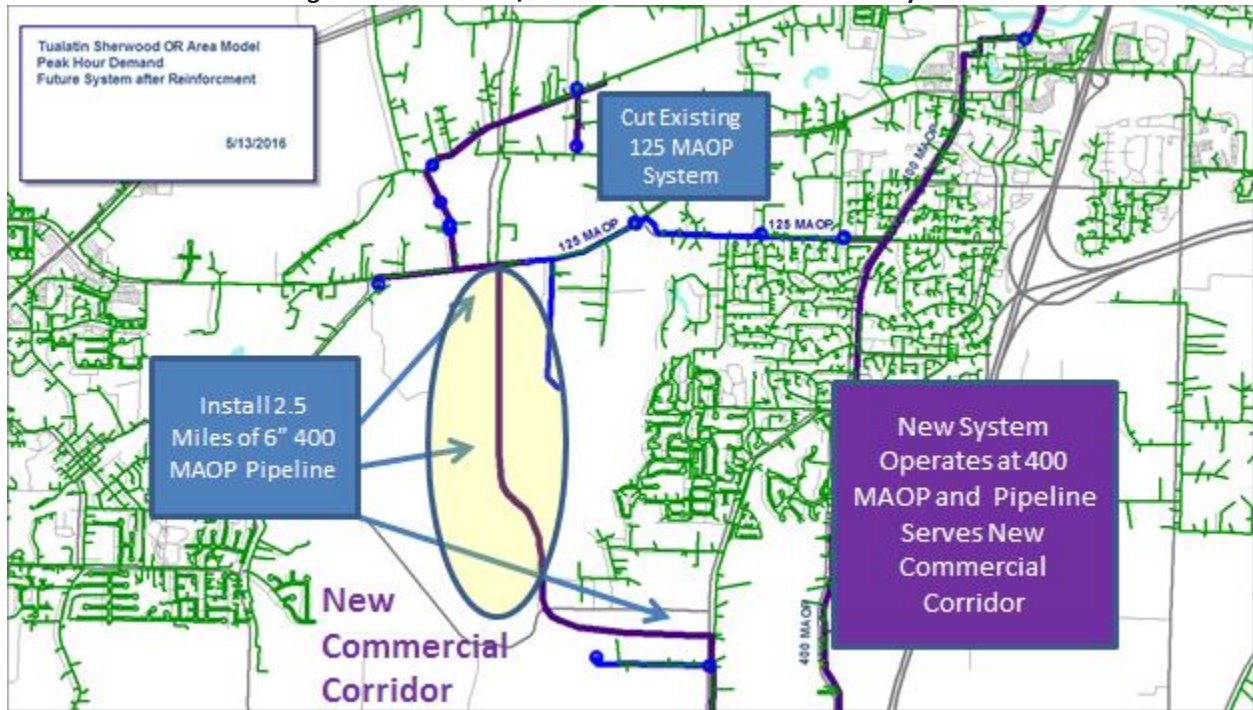 Tualatin Sherwood OR Area Model
Peak Hour Demand
Future System after Reinforcment
5/13/2016
Cut Existing
125 MAOP
System
400 MAOP
125 MAOP
125 MAOP
Install 2.5
Miles of 6” 400
MAOP Pipeline
New System
Operates at 400
MAOP and Pipeline
Serves New
Commercial
Corridor
New
Commercial
Corridor
400 MAOP